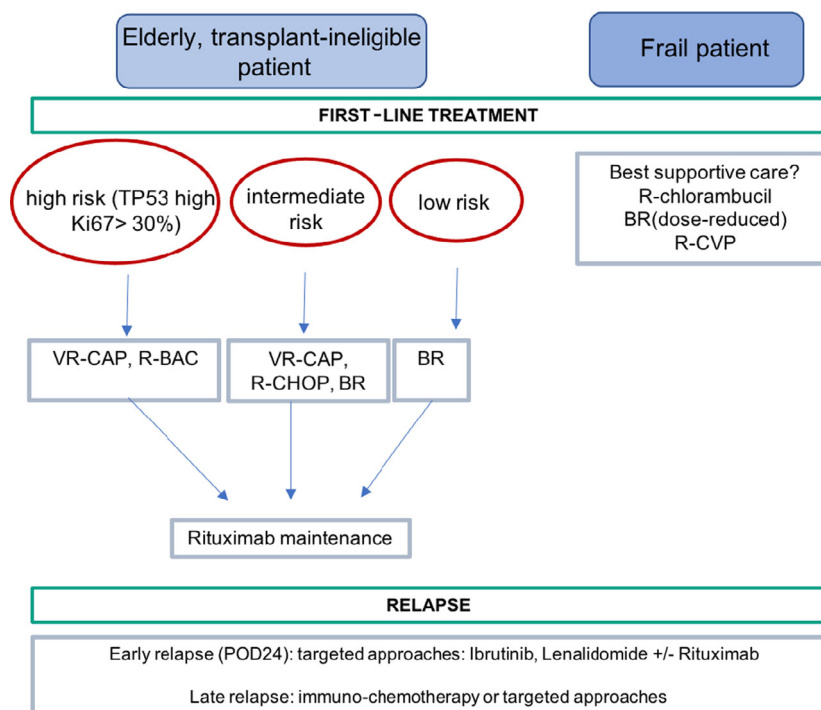 Elderly, transplant-ineligible
patient
Frail patient
FIRST-LINE TREATMENT
high risk (TP53 high
Ki67> 30%)
intermediate
risk
low risk
Best supportive care?
R-chlorambucil
BR(dose-reduced)
R-CVP
VR-CAP, R-BAC
VR-CAP,
R-CHOP, BR
BR
Rituximab maintenance
RELAPSE
Early relapse (POD24): targeted approaches: Ibrutinib, Lenalidomide +/- Rituximab
Late relapse: immuno-chemotherapy or targeted approaches